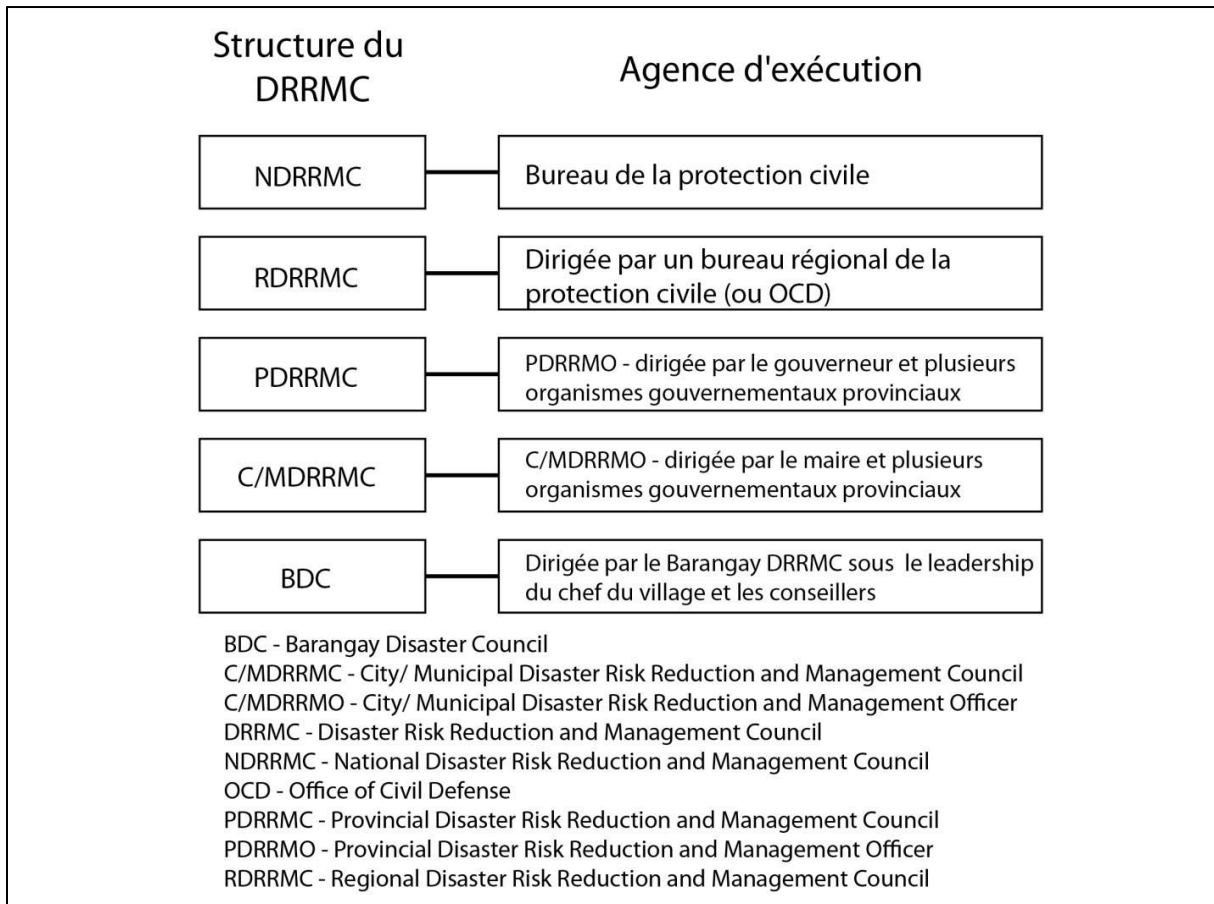 Structure du
DRRMC
Agence d'exécution
NDRRMC
Bureau de la protection civile
RDRRMC
Dirigée par un bureau régional de la
protection civile (ou OCD)
PDRRMC
PDRRMO - dirigée par le gouverneur et plusieurs
organismes gouvernementaux provinciaux
C/MDRRMC
C/MDRRMO - dirigée par le maire et plusieurs
organismes gouvernementaux provinciaux
BDC
Dirigée par le Barangay DRRMC sous le leadership
du chef du village et les conseillers
BDC - Barangay Disaster Council
C/MDRRMC - City/ Municipal Disaster Risk Reduction and Management Council
C/MDRRMO - City/ Municipal Disaster Risk Reduction and Management Officer
DRRMC - Disaster Risk Reduction and Management Council
NDRRMC - National Disaster Risk Reduction and Management Council
OCD - Office of Civil Defense
PDRRMC - Provincial Disaster Risk Reduction and Management Council
PDRRMO - Provincial Disaster Risk Reduction and Management Officer
RDRRMC - Regional Disaster Risk Reduction and Management Council